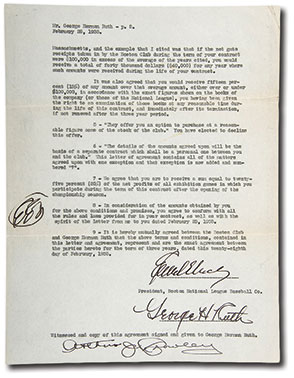 Mr. George Herman Ruth - p. 2.
February 28, 1935.
Massachusetts, and the example that I cited was that if the net gate
receipts taken in by the Boston Club during the term of your contract
were $100,000 in excess of the average of the years cited, you would
receive a total of forty thousand dollars ($40,000) for any year where
such amounts were received during the life of your contract.
It was also agreed that you would receive fifteen per-
cent (15%) of any amount over that average amount, either over or under
$100,000, in accordance with the exact figures shown on the books of
the company (or those of the National League), you having been given
the right to an examination of these books at any reasonable time during
the life of this contract, and immediately after its termination, if
not renewed after the three year period.
5 - "They offer you an option to purchase at a reason-
able figure some of the stock of the club." You have elected to decline
this offer.
6 - "The details of the amounts agreed upon will be the
basis of a separate contract which shall be a personal one between you
and the club." This letter of agreement contains all of the matters
agreed upon with one exception and that exception is now added and num-
bered "7".
7 - We agree that you are to receive a sum equal to twenty-
five percent (25%) of the net profits of all exhibition games in which you
participate during the term of this contract after the opening of the
championship season.
8 - In consideration of the amounts obtained by you
for the above conditions and promises, you agree to conform with all
the rules and laws provided for in your contract, as well as with the
spirit of the letter from me to you dated February 23, 1935.
9 - It is hereby mutually agreed between the Boston Club
and George Herman Ruth that the above terms and conditions, contained in
this letter and agreement, represent and are the exact agreement between
the parties hereto for the term of three years, dated this twenty-eighth
day of February, 1935.
President, Boston National League Baseball Co.
George H Ruth
Witnessed and copy of this agreement signed and given to George Herman Ruth.